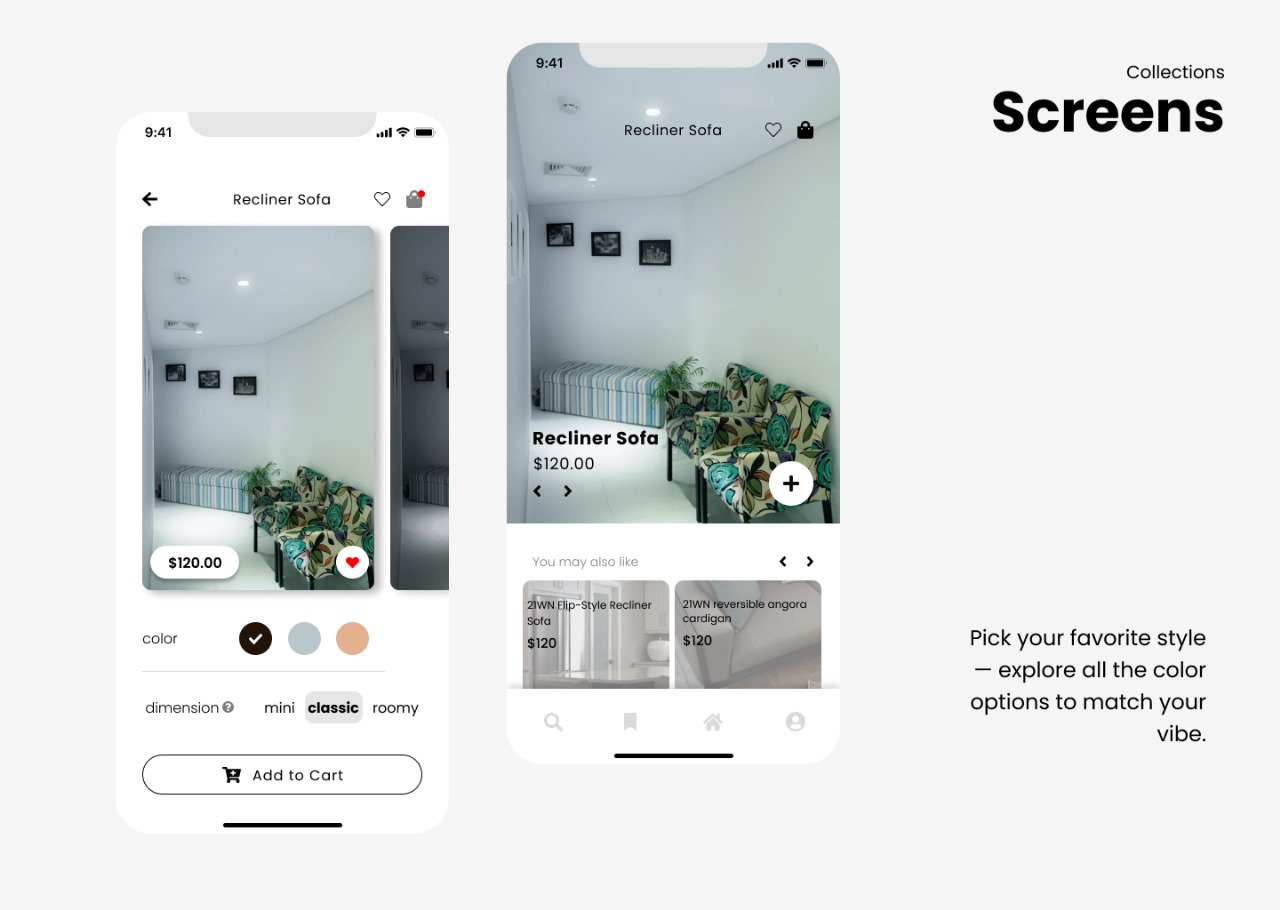 Collections
Screens
9:41
Recliner Sofa
$120.00
color
dimension ?
mini
classic
roomy
Add to Cart
9:41
Recliner Sofa
Recliner Sofa
$120.00
You may also like
21WN Flip-Style Recliner
Sofa
$120
21WN reversible angora
cardigan
$120
Pick your favorite style
— explore all the color
options to match your
vibe.